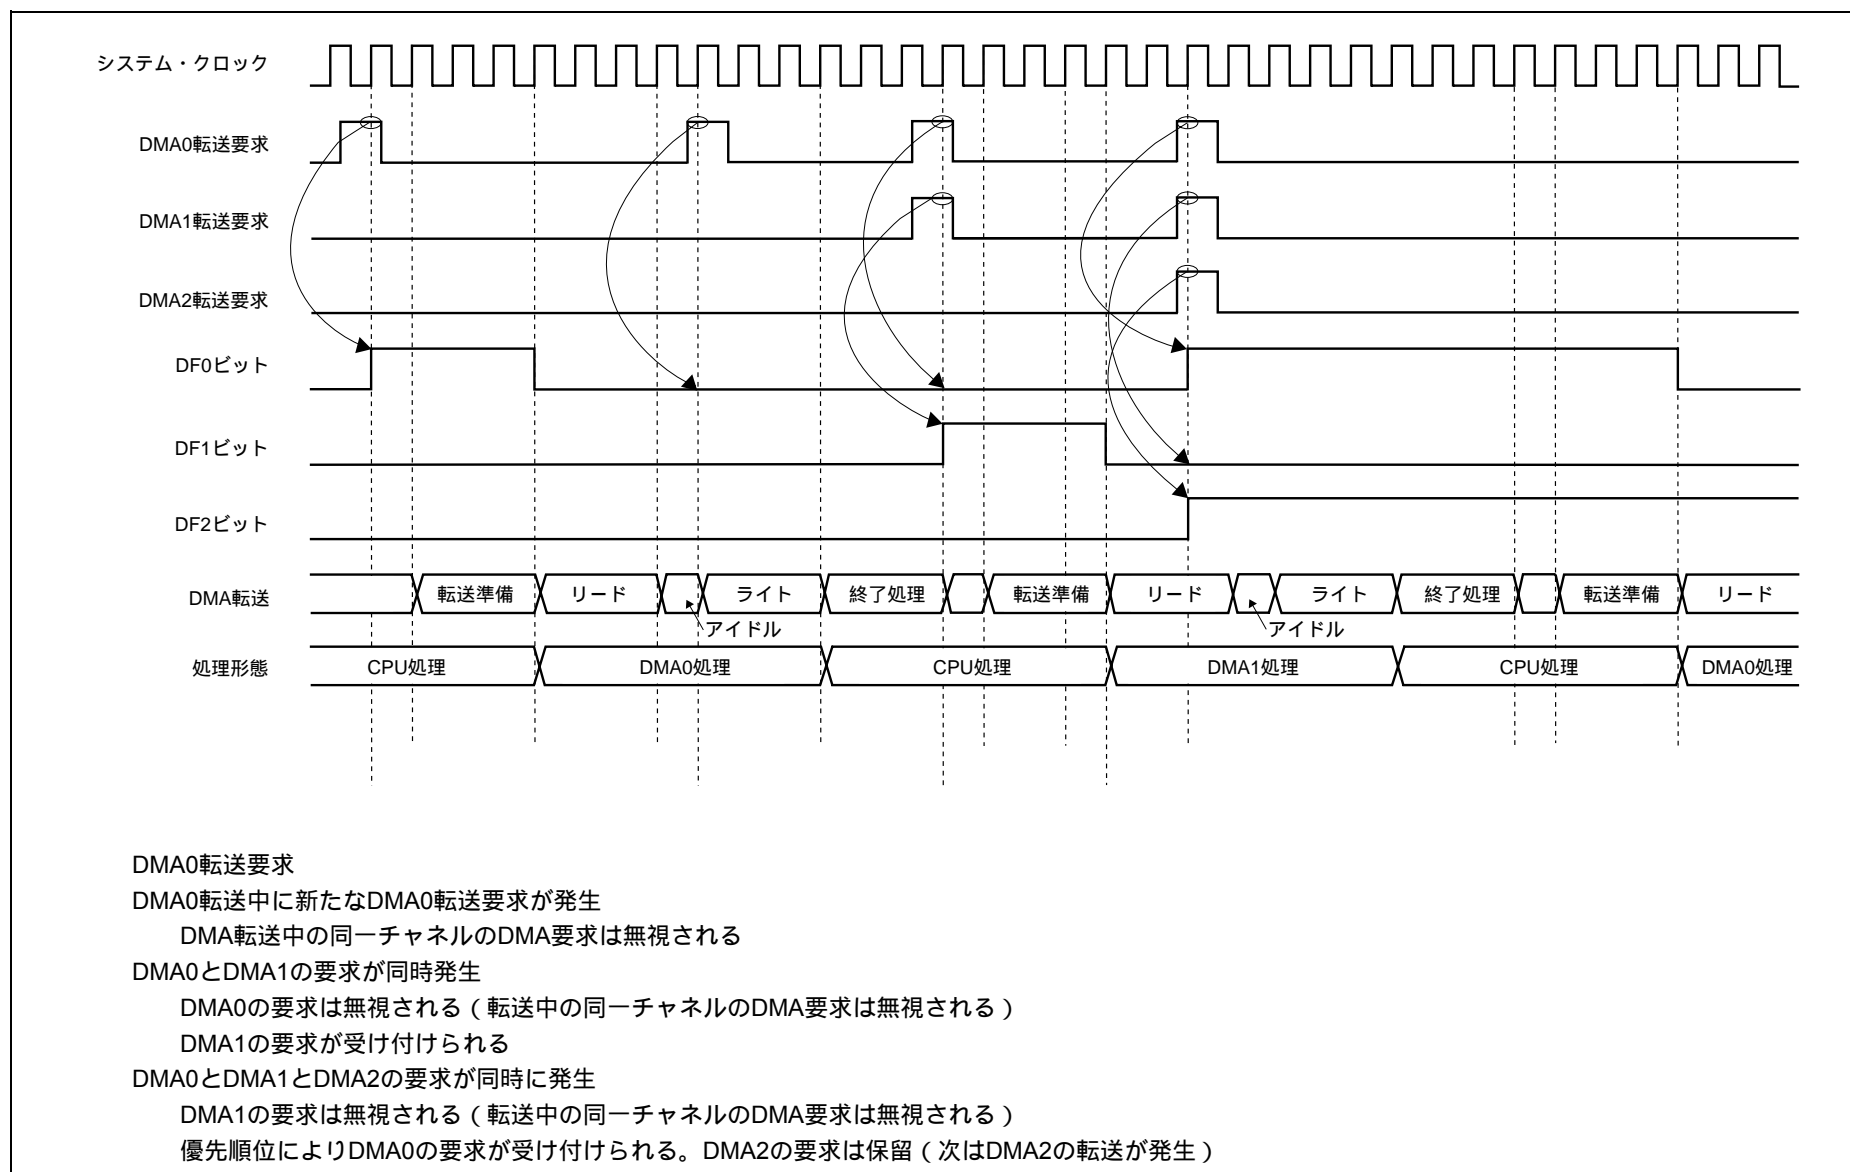 システム・クロック
DMA0転送要求
DMA1転送要求
DMA2転送要求
DF0ビット
DF1ビット
DF2ビット
DMA転送 転送準備 リード ライト 終了処理 転送準備 リード ライト 終了処理 転送準備 リード
アイドル アイドル
処理形態 CPU処理 DMA0処理 CPU処理 DMA1処理 CPU処理 DMA0処理
DMA0転送要求
DMA0転送中に新たなDMA0転送要求が発生
DMA転送中の同一チャネルのDMA要求は無視される
DMA0とDMA1の要求が同時発生
DMA0の要求は無視される(転送中の同一チャネルのDMA要求は無視される)
DMA1の要求が受け付けられる
DMA0とDMA1とDMA2の要求が同時に発生
DMA1の要求は無視される(転送中の同一チャネルのDMA要求は無視される)
優先順位によりDMA0の要求が受け付けられる。DMA2の要求は保留(次はDMA2の転送が発生)